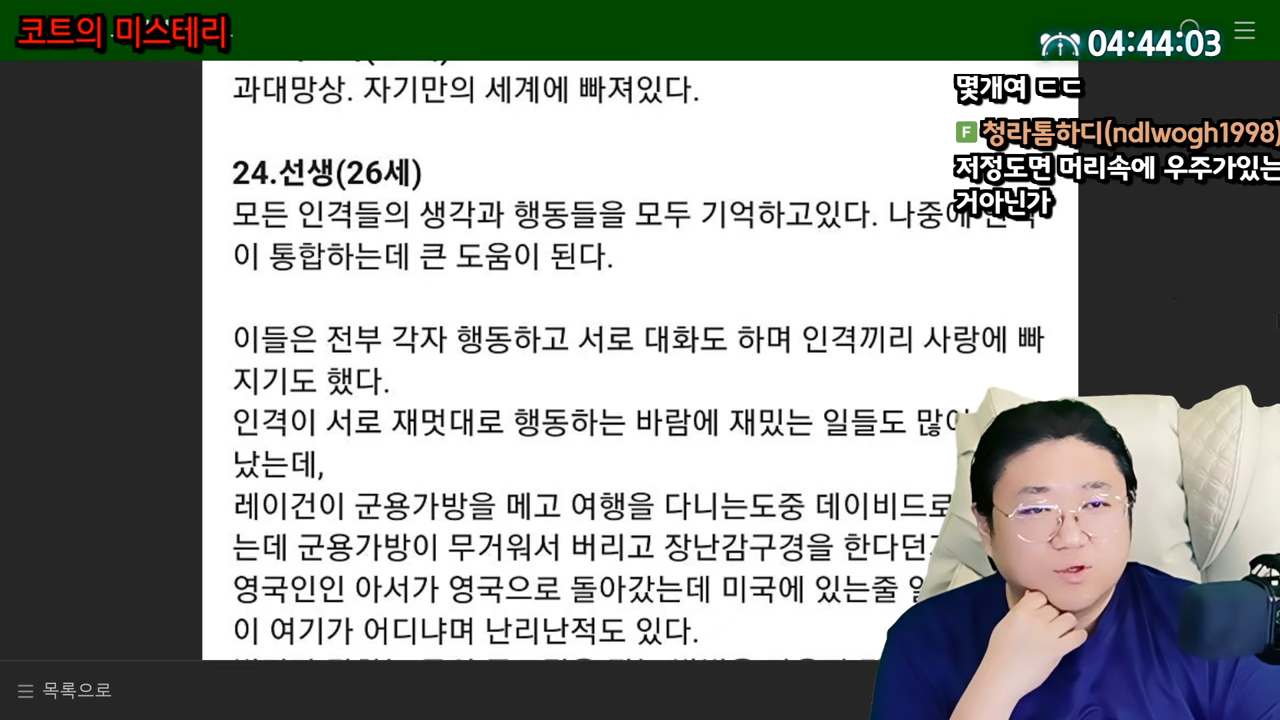 코트의 미스테리
04:44:03
몇개여 ㄷㄷ
F 청라톰하디(ndlwogh1998)
저정도면 머리속에 우주가있는
거아닌가
과대망상. 자기만의 세계에 빠져있다.
24.선생(26세)
모든 인격들의 생각과 행동들을 모두 기억하고있다. 나중에 인격
이 통합하는데 큰 도움이 된다.
이들은 전부 각자 행동하고 서로 대화도 하며 인격끼리 사랑에 빠
지기도 했다.
인격이 서로 재멋대로 행동하는 바람에 재밌는 일들도 많이
났는데,
레이건이 군용가방을 메고 여행을 다니는도중 데이비드로
는데 군용가방이 무거워서 버리고 장난감구경을 한다던가
영국인인 아서가 영국으로 돌아갔는데 미국에 있는줄
이 여기가 어디냐며 난리난적도 있다.
목록으로